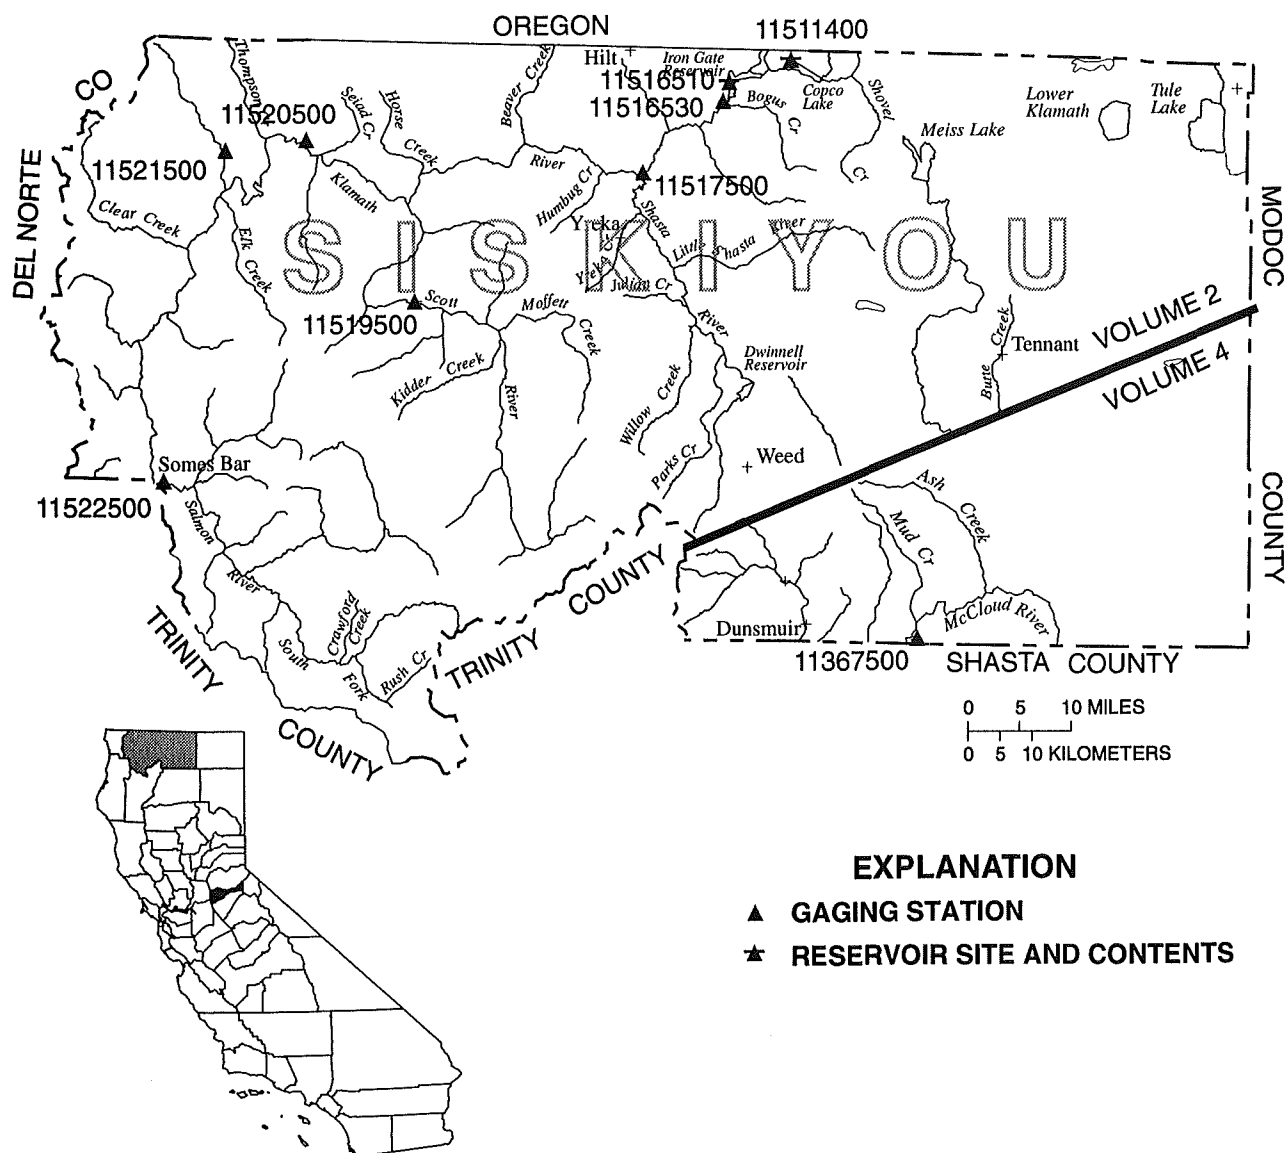 OREGON
11511400
Hilt
Iron Gate
Reservoir
11516510
11516530
Bogus
Cr
Copco
Lake
Shovel
Cr
Lower
Klamath
Tule
Lake
Meiss Lake
CO
DEL NORTE
Thompson
11520500
Seiad Cr
Horse
Creek
Beaver Creek
River
Humbug Cr
11521500
Klamath
11517500
Clear Creek
Elk
Creek
Yreka
Yreka Cr
Shasta
Little Shasta River
Julian Cr
SISKIYOU
MODOC
COUNTY
11519500
Scott
Moffett
Creek
Kidder Creek
River
River
Dwinnell
Reservoir
Willow Creek
Parks Cr
Weed
Butte Creek
Tennant
VOLUME 2
VOLUME 4
Somes Bar
11522500
Salmon
River
South
Fork
Crawford
Creek
Rush Cr
TRINITY
COUNTY
TRINITY
COUNTY
Ash
Creek
Mud Cr
McCloud River
Dunsmuir
11367500
SHASTA COUNTY
0 5 10 MILES
0 5 10 KILOMETERS
EXPLANATION
GAGING STATION
RESERVOIR SITE AND CONTENTS